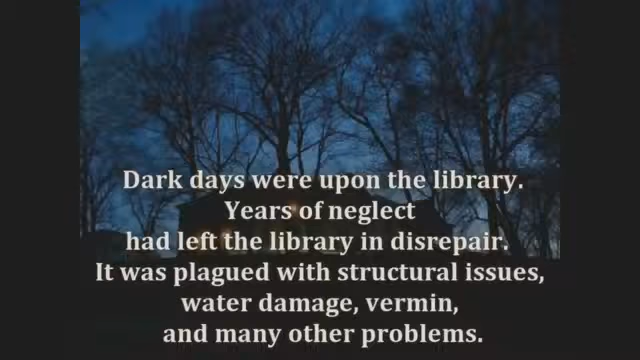 Dark days were upon the library.
Years of neglect
had left the library in disrepair.
It was plagued with structural issues,
water damage, vermin,
and many other problems.